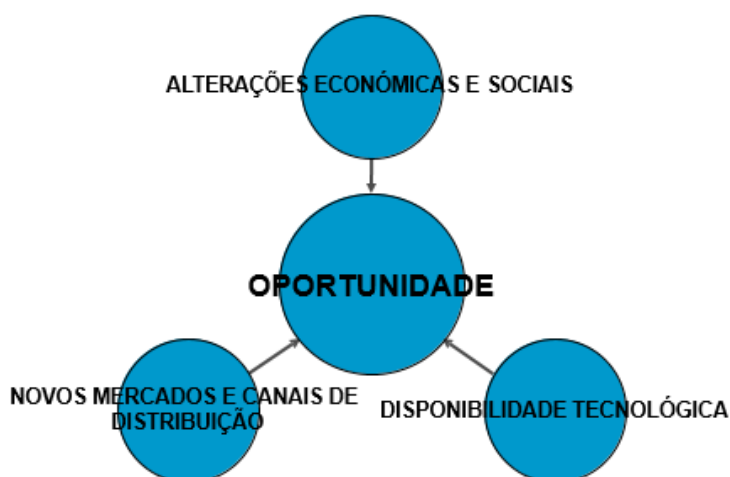 ALTERAÇÕES ECONÓMICAS E SOCIAIS
OPORTUNIDADE
NOVOS MERCADOS E CANAIS DE
DISTRIBUIÇÃO
DISPONIBILIDADE TECNOLÓGICA